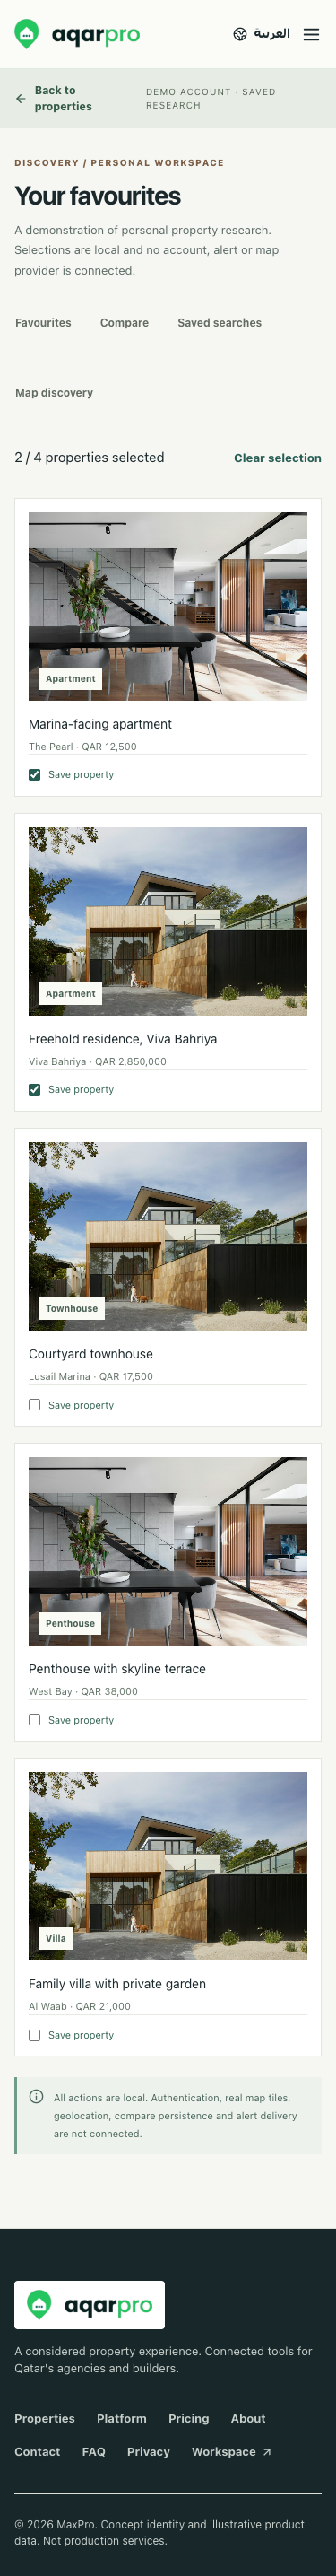 aqarpro
العربية
Back to
properties
DEMO ACCOUNT · SAVED
RESEARCH
DISCOVERY / PERSONAL WORKSPACE
Your favourites
A demonstration of personal property research.
Selections are local and no account, alert or map
provider is connected.
Favourites Compare Saved searches
Map discovery
2 / 4 properties selected Clear selection
Apartment
Marina-facing apartment
The Pearl · QAR 12,500
Save property
Apartment
Freehold residence, Viva Bahriya
Viva Bahriya · QAR 2,850,000
Save property
Townhouse
Courtyard townhouse
Lusail Marina · QAR 17,500
Save property
Penthouse
Penthouse with skyline terrace
West Bay · QAR 38,000
Save property
Villa
Family villa with private garden
Al Waab · QAR 21,000
Save property
All actions are local. Authentication, real map tiles,
geolocation, compare persistence and alert delivery
are not connected.
aqarpro
A considered property experience. Connected tools for
Qatar's agencies and builders.
Properties Platform Pricing About
Contact FAQ Privacy Workspace ↗
© 2026 MaxPro. Concept identity and illustrative product
data. Not production services.